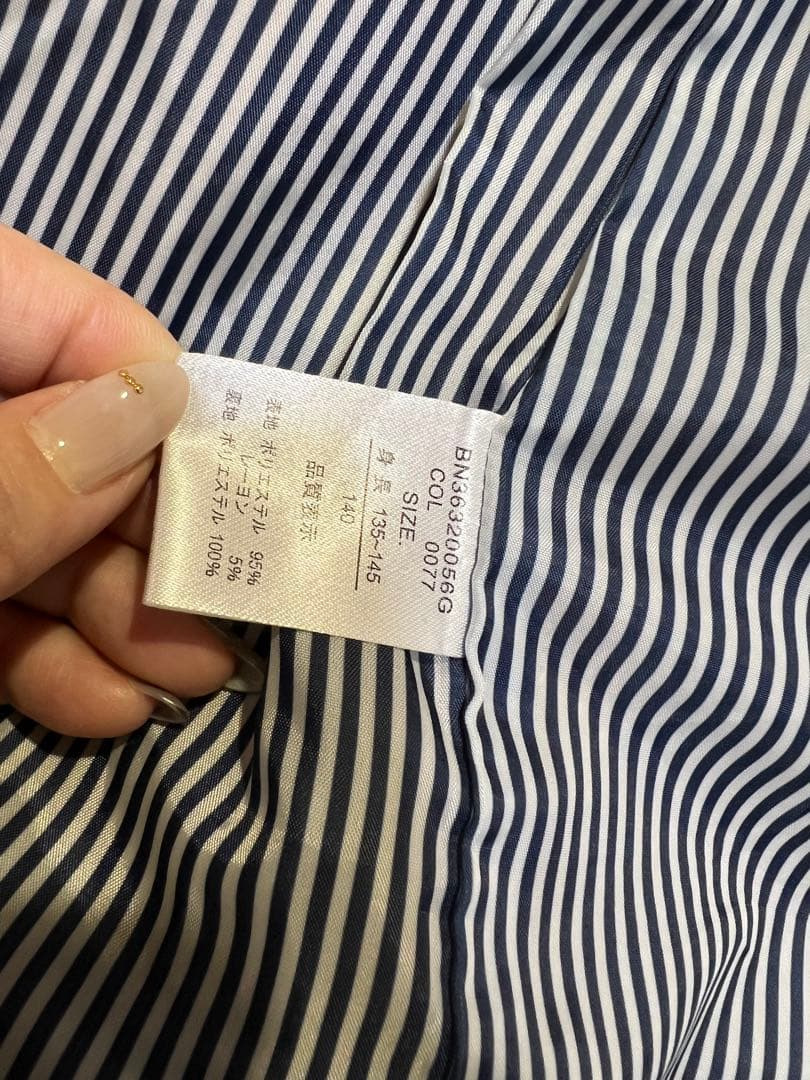 BN36320056G
COL 0077
SIZE.
身長 135~145
140
品質表示
表地 ポリエステル 95%
レーヨン 5%
裏地 ポリエステル 100%